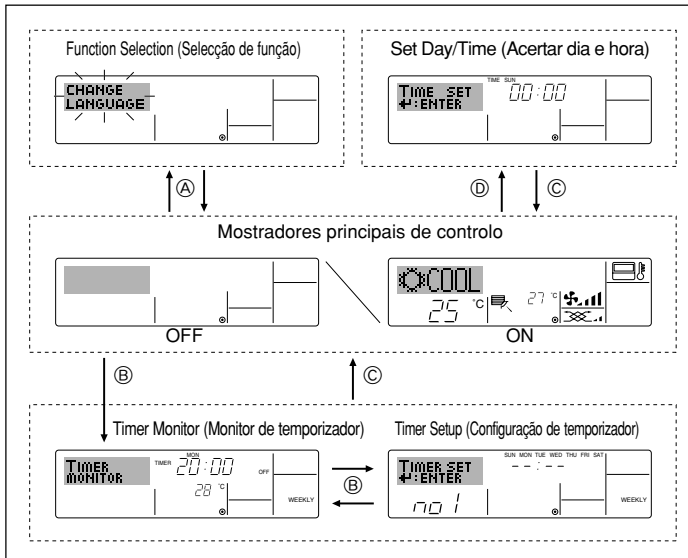 Function Selection (Selecção de função)
CHANGE
LANGUAGE
Set Day/Time (Acertar dia e hora)
TIME SUN
TIME SET 00:00
↵:ENTER
Ⓐ
Ⓓ Ⓒ
Mostradores principais de controlo
OFF
COOL
25 °C 27 °C
ON
Ⓑ Ⓒ
Timer Monitor (Monitor de temporizador)
MON
TIMER TIMER 20:00 OFF
MONITOR 28 °C
WEEKLY
Ⓑ
Timer Setup (Configuração de temporizador)
SUN MON TUE WED THU FRI SAT
TIMER SET --:--
↵:ENTER
no 1 WEEKLY